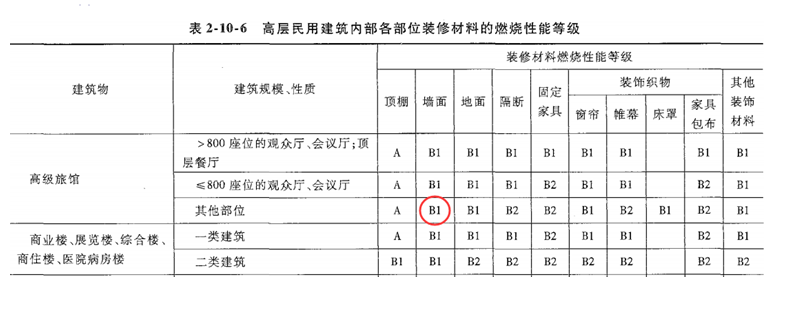 表 2-10-6 高层民用建筑内部各部位装修材料的燃烧性能等级
建筑物 建筑规模、性质 装修材料燃烧性能等级
顶棚 墙面 地面 隔断 固定家具 装饰织物 其他装饰材料
窗帘 帷幕 床罩 家具包布
高级旅馆 >800 座位的观众厅、会议厅;顶层餐厅 A B1 B1 B1 B1 B1 B1 B1 B1
≤800 座位的观众厅、会议厅 A B1 B1 B1 B2 B1 B1 B2 B1
其他部位 A B1 B1 B2 B2 B1 B2 B1 B2 B1
商业楼、展览楼、综合楼、商住楼、医院病房楼 一类建筑 A B1 B1 B1 B2 B1 B1 B2 B1
二类建筑 B1 B1 B2 B2 B2 B2 B2 B2 B2